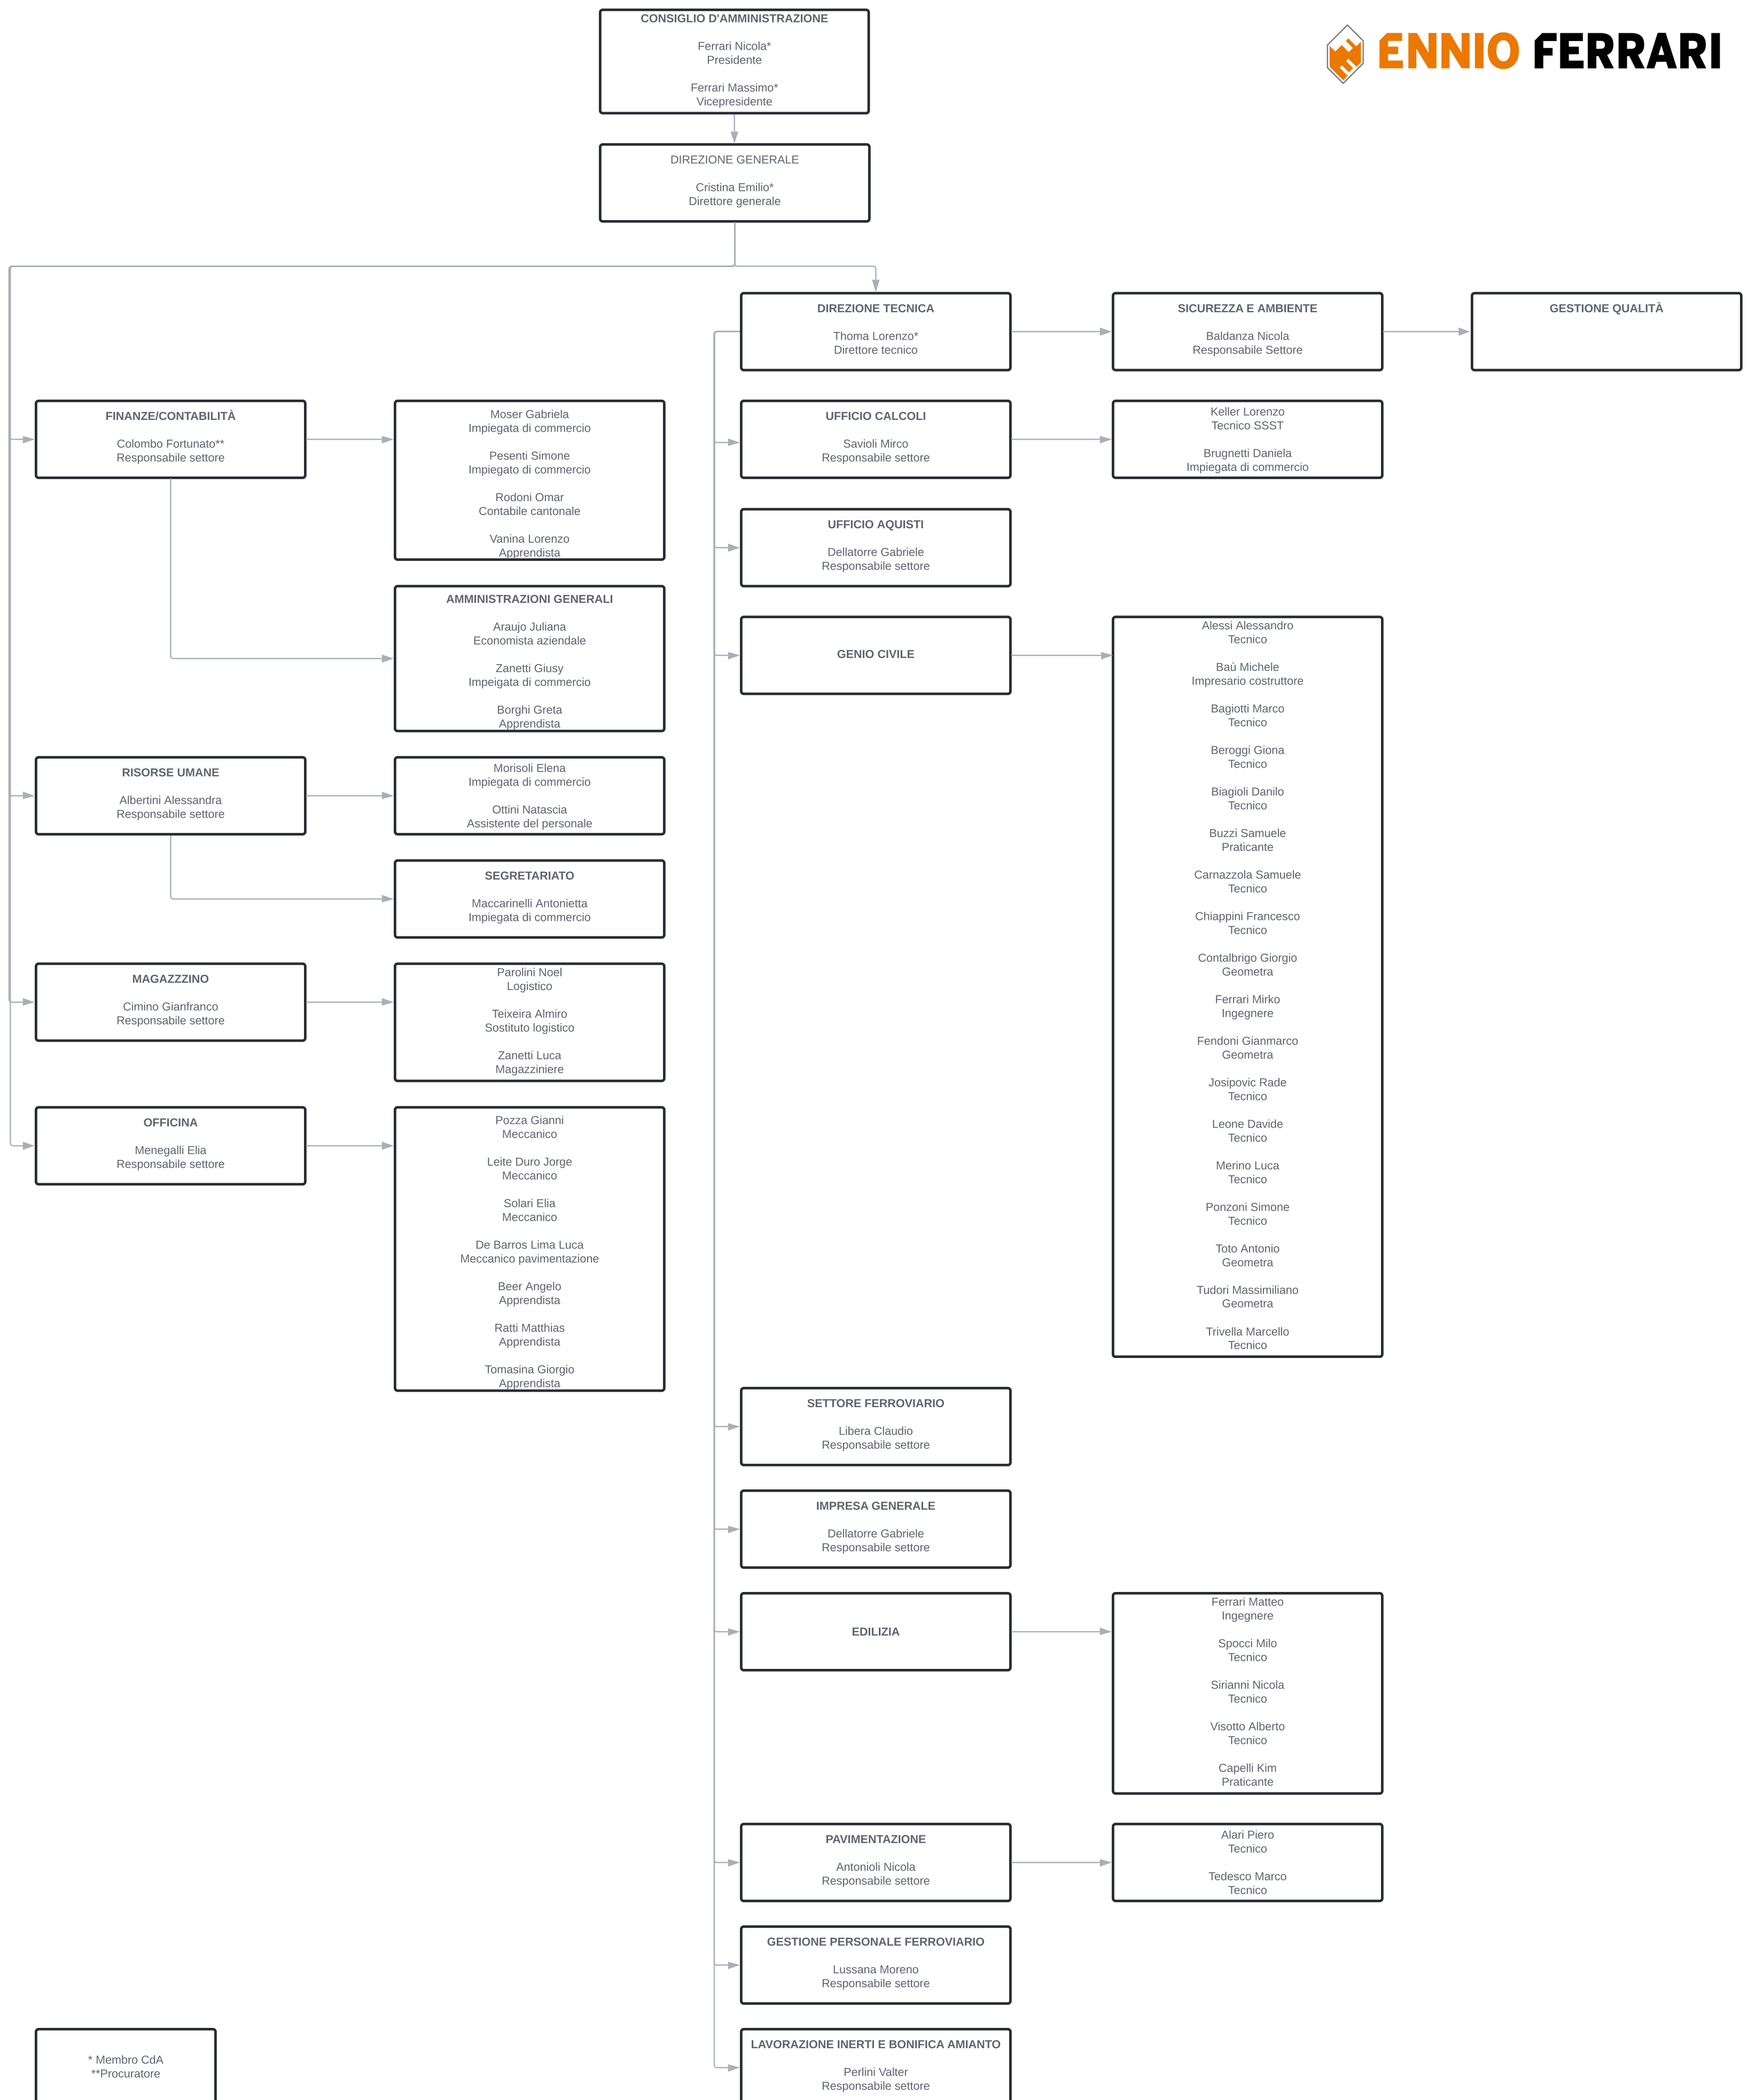 CONSIGLIO D'AMMINISTRAZIONE
Ferrari Nicola*
Presidente
Ferrari Massimo*
Vicepresidente
ENNIO FERRARI
DIREZIONE GENERALE
Cristina Emilio*
Direttore generale
DIREZIONE TECNICA
Thoma Lorenzo*
Direttore tecnico
SICUREZZA E AMBIENTE
Baldanza Nicola
Responsabile Settore
GESTIONE QUALITÀ
FINANZE/CONTABILITÀ
Colombo Fortunato**
Responsabile settore
Moser Gabriela
Impiegata di commercio
Pesenti Simone
Impiegato di commercio
Rodoni Omar
Contabile cantonale
Vanina Lorenzo
Apprendista
AMMINISTRAZIONI GENERALI
Araujo Juliana
Economista aziendale
Zanetti Giusy
Impeigata di commercio
Borghi Greta
Apprendista
RISORSE UMANE
Albertini Alessandra
Responsabile settore
Morisoli Elena
Impiegata di commercio
Ottini Natascia
Assistente del personale
SEGRETARIATO
Maccarinelli Antonietta
Impiegata di commercio
MAGAZZZINO
Cimino Gianfranco
Responsabile settore
Parolini Noel
Logistico
Teixeira Almiro
Sostituto logistico
Zanetti Luca
Magazziniere
OFFICINA
Menegalli Elia
Responsabile settore
Pozza Gianni
Meccanico
Leite Duro Jorge
Meccanico
Solari Elia
Meccanico
De Barros Lima Luca
Meccanico pavimentazione
Beer Angelo
Apprendista
Ratti Matthias
Apprendista
Tomasina Giorgio
Apprendista
UFFICIO CALCOLI
Savioli Mirco
Responsabile settore
Keller Lorenzo
Tecnico SSST
Brugnetti Daniela
Impiegata di commercio
UFFICIO AQUISTI
Dellatorre Gabriele
Responsabile settore
GENIO CIVILE
Alessi Alessandro
Tecnico
Baù Michele
Impresario costruttore
Bagiotti Marco
Tecnico
Beroggi Giona
Tecnico
Biagioli Danilo
Tecnico
Buzzi Samuele
Praticante
Carnazzola Samuele
Tecnico
Chiappini Francesco
Tecnico
Contalbrigo Giorgio
Geometra
Ferrari Mirko
Ingegnere
Fendoni Gianmarco
Geometra
Josipovic Rade
Tecnico
Leone Davide
Tecnico
Merino Luca
Tecnico
Ponzoni Simone
Tecnico
Toto Antonio
Geometra
Tudori Massimiliano
Geometra
Trivella Marcello
Tecnico
SETTORE FERROVIARIO
Libera Claudio
Responsabile settore
IMPRESA GENERALE
Dellatorre Gabriele
Responsabile settore
EDILIZIA
Ferrari Matteo
Ingegnere
Spocci Milo
Tecnico
Sirianni Nicola
Tecnico
Visotto Alberto
Tecnico
Capelli Kim
Praticante
PAVIMENTAZIONE
Antonioli Nicola
Responsabile settore
Alari Piero
Tecnico
Tedesco Marco
Tecnico
GESTIONE PERSONALE FERROVIARIO
Lussana Moreno
Responsabile settore
LAVORAZIONE INERTI E BONIFICA AMIANTO
Perlini Valter
Responsabile settore
* Membro CdA
**Procuratore